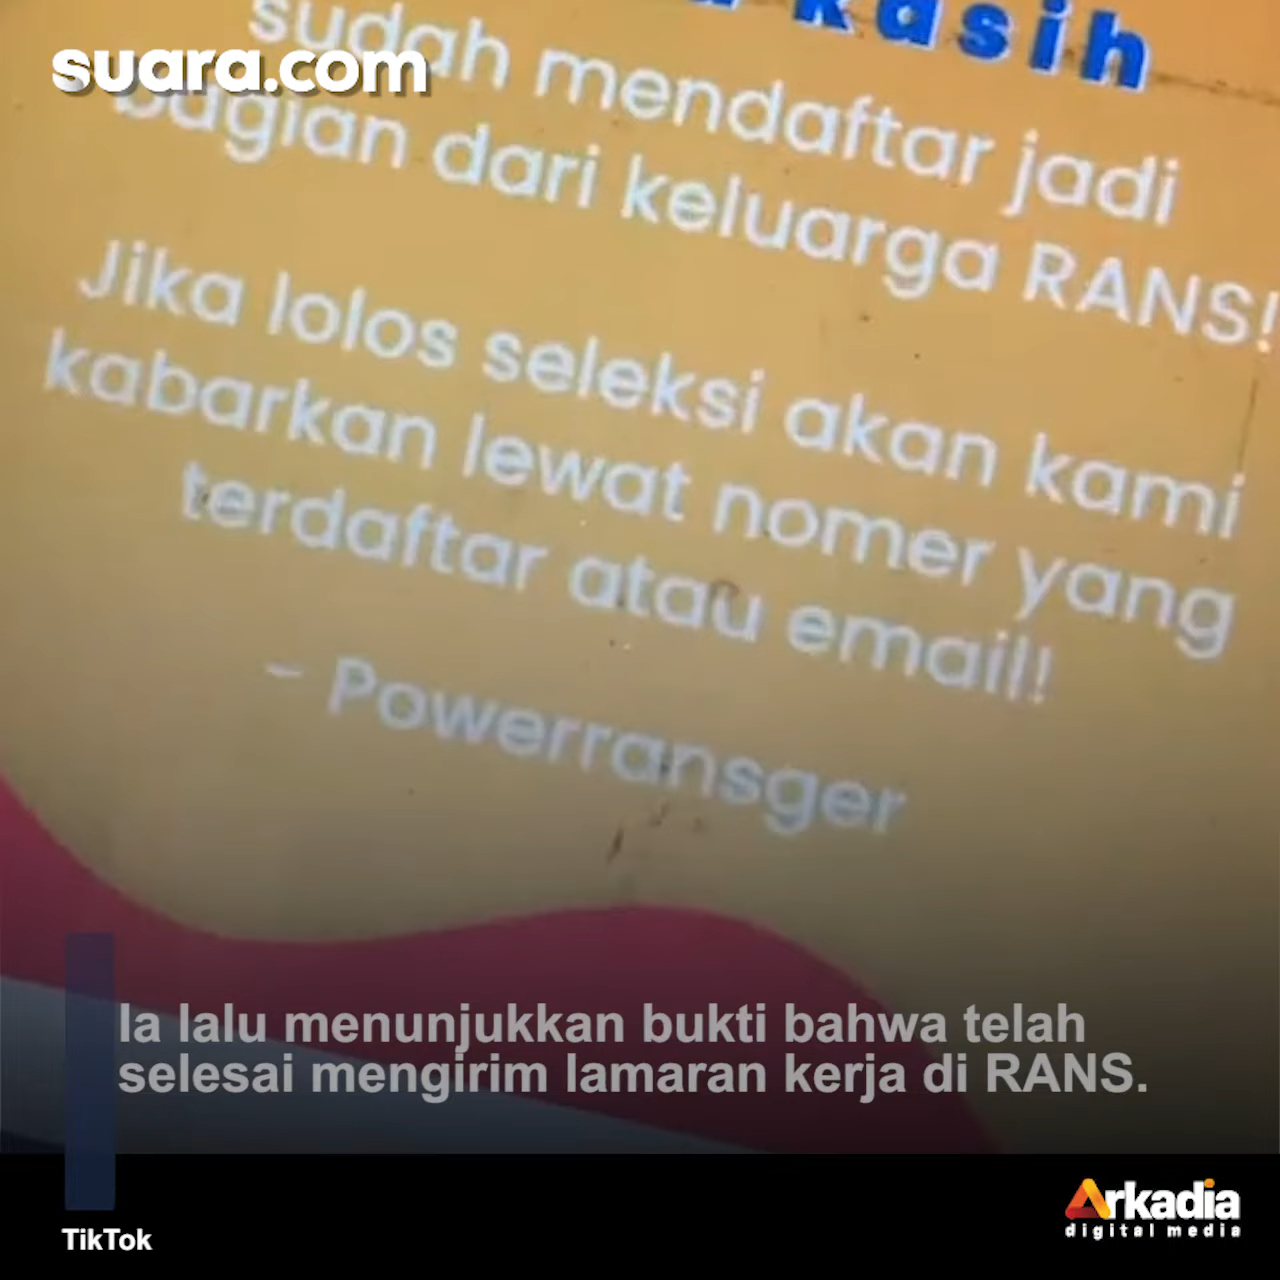 kasih
suara.com
sudah mendaftar jadi
bagian dari keluarga RANS!
Jika lolos seleksi akan kami
kabarkan lewat nomer yang
terdaftar atau email!
– Powerransger
Ia lalu menunjukkan bukti bahwa telah
selesai mengirim lamaran kerja di RANS.
TikTok
Arkadia
digital media